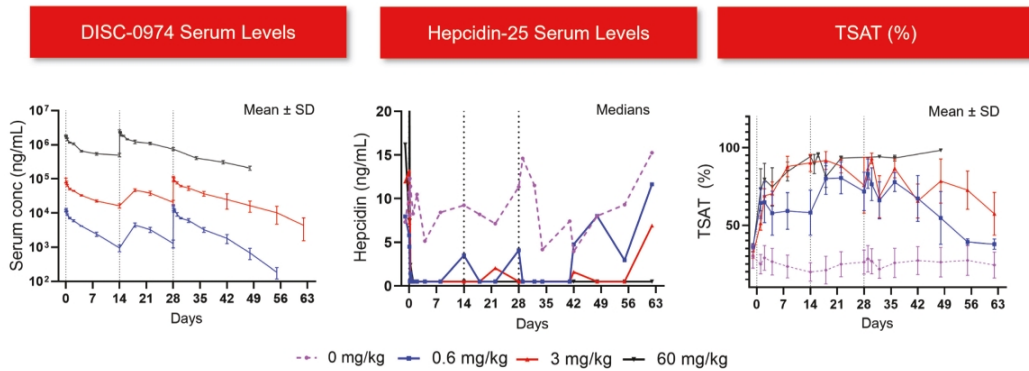 DISC-0974 Serum Levels
Hepcidin-25 Serum Levels
TSAT (%)
Mean ± SD
Serum conc (ng/mL)
10⁷
10⁶
10⁵
10⁴
10³
10²
0 7 14 21 28 35 42 49 56 63
Days
Medians
Hepcidin (ng/mL)
20
15
10
5
0
0 7 14 21 28 35 42 49 56 63
Days
Mean ± SD
TSAT (%)
100
50
0 7 14 21 28 35 42 49 56 63
Days
0 mg/kg 0.6 mg/kg 3 mg/kg 60 mg/kg